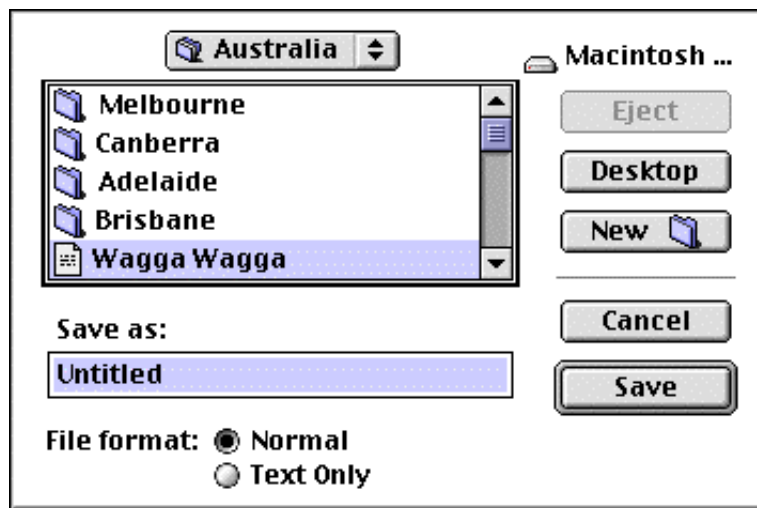 Australia
Macintosh ...
Melbourne
Canberra
Adelaide
Brisbane
Wagga Wagga
Eject
Desktop
New
Save as:
Untitled
Cancel
Save
File format: Normal
Text Only